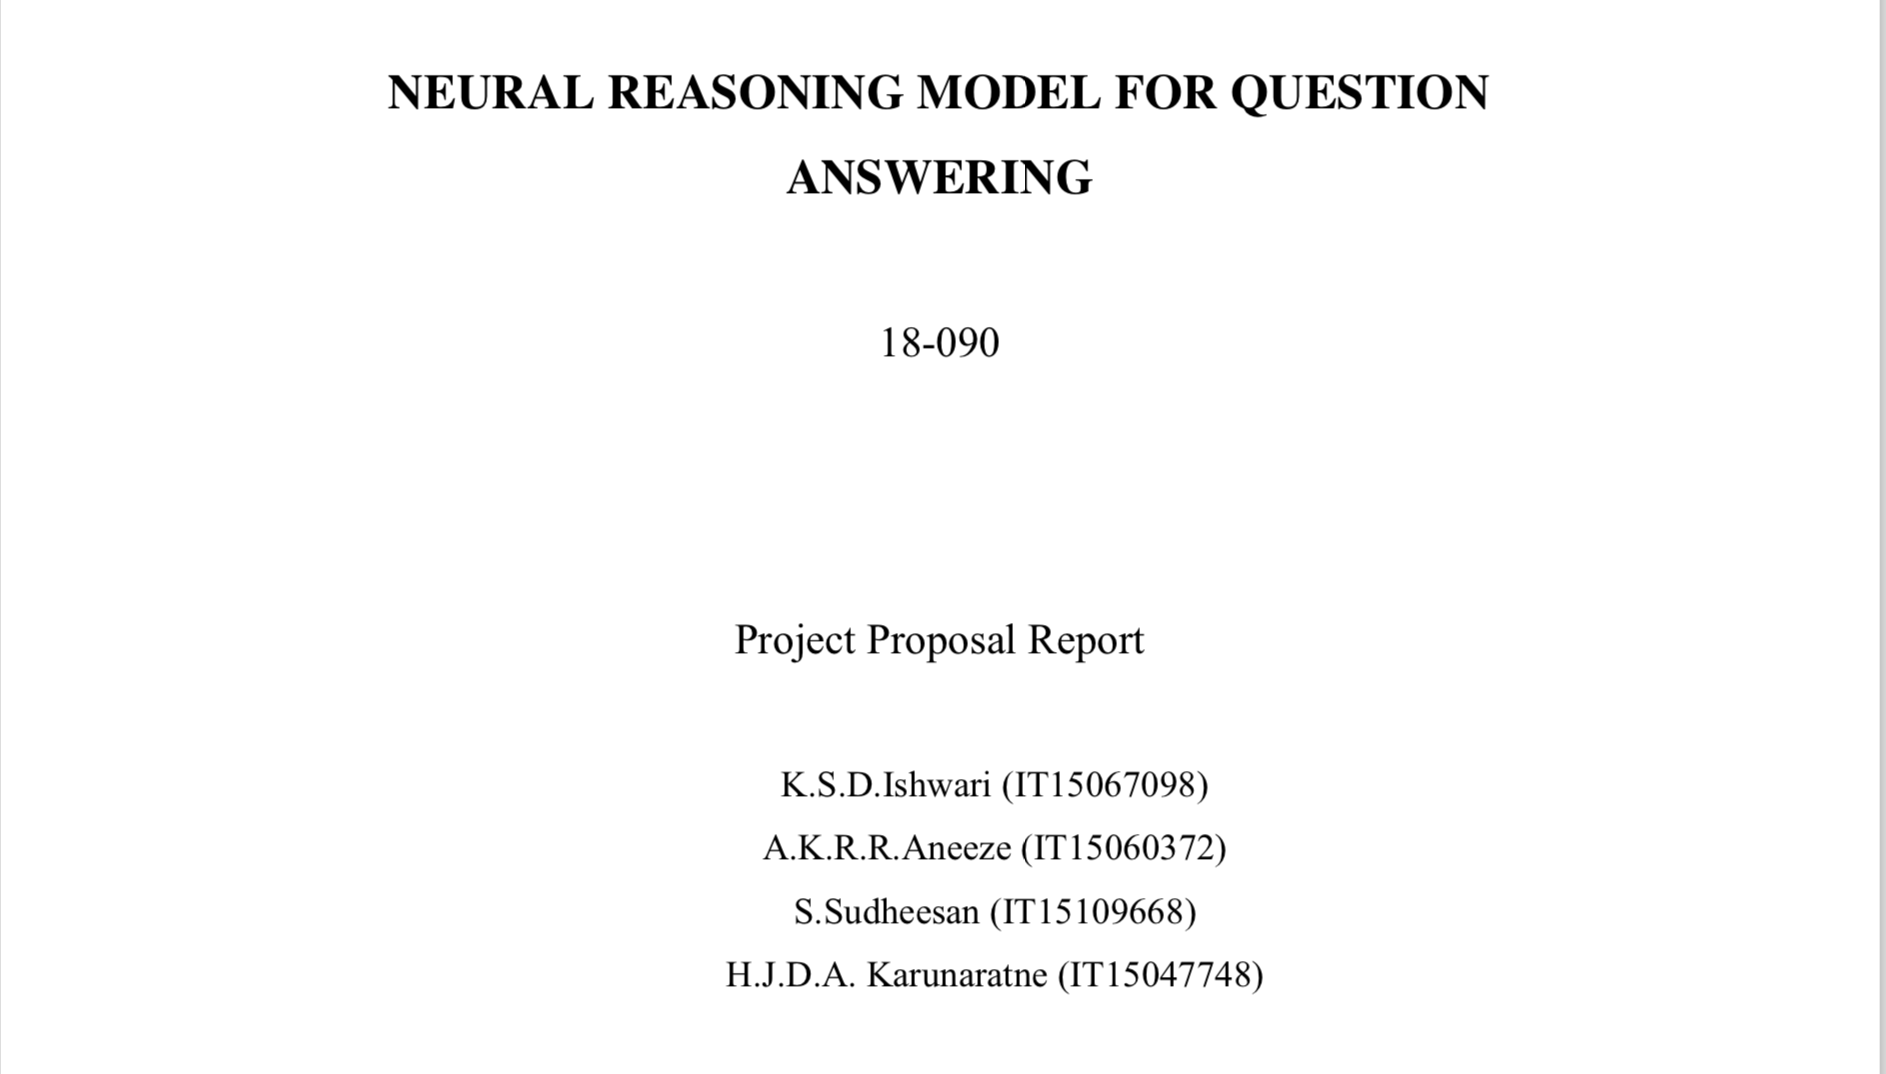 NEURAL REASONING MODEL FOR QUESTION
ANSWERING
18-090
Project Proposal Report
K.S.D.Ishwari (IT15067098)
A.K.R.R.Aneeze (IT15060372)
S.Sudheesan (IT15109668)
H.J.D.A. Karunaratne (IT15047748)